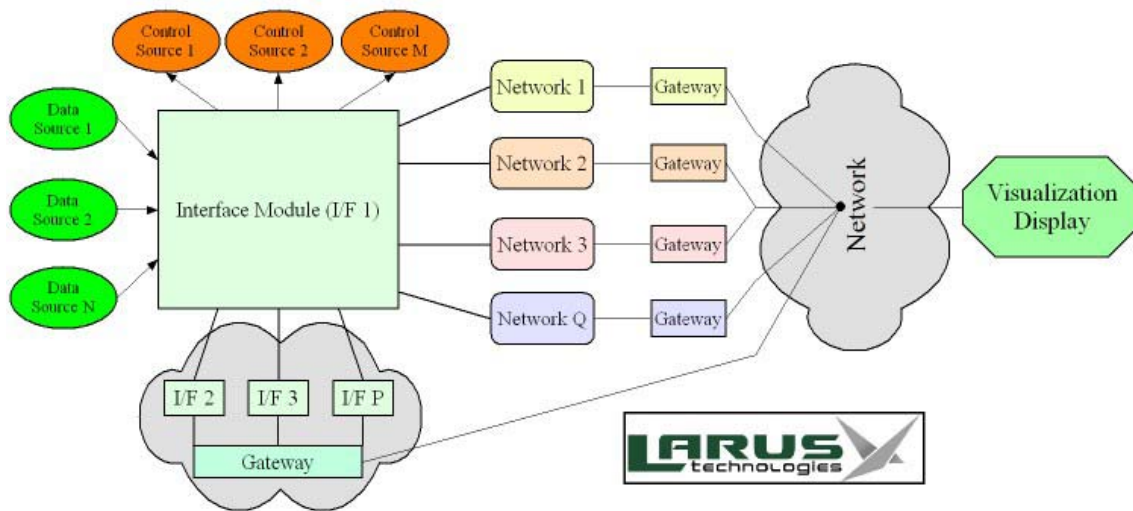 Control
Source 1
Control
Source 2
Control
Source M
Data
Source 1
Data
Source 2
Data
Source N
Interface Module (I/F 1)
Network 1
Gateway
Network 2
Gateway
Network 3
Gateway
Network Q
Gateway
Network
Visualization
Display
I/F 2
I/F 3
I/F P
Gateway
LARUS
technologies